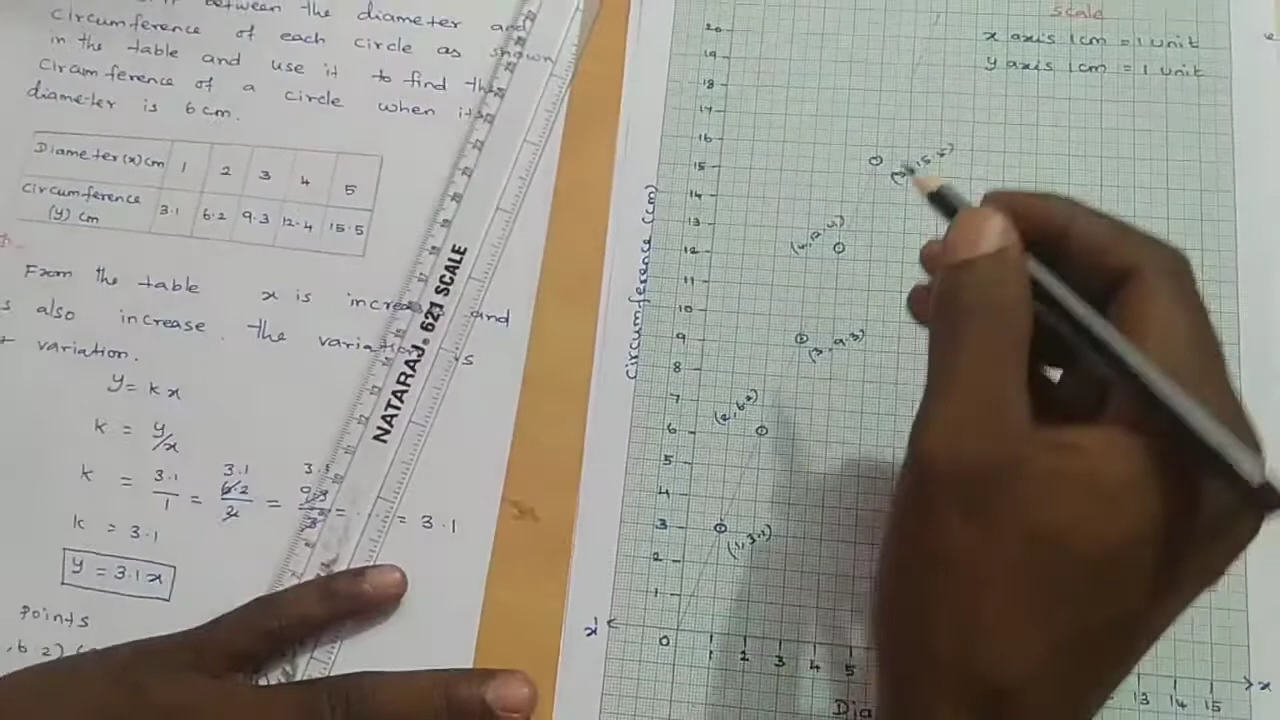 between the diameter and
circumference of each circle as shown
in the table and use it to find the
circumference of a circle when its
diameter is 6 cm.
Diameter (x) cm 1 2 3 4 5
Circumference (y) cm 3.1 6.2 9.3 12.4 15.5
From the table x is increa and
also increase. the variation s
variation.
y = kx
k = y/x
k = 3.1/1 = 6.2/2 = = ... = 3.1
3.1
k = 3.1
y = 3.1x
Points
, 6.2)
NATARAJ 621 SCALE
Scale
x axis 1cm = 1 unit
y axis 1cm = 1 unit
Circumference (cm)
20
19
18
17
16
15
14
13
12
11
10
9
8
7
6
5
4
3
2
1
0
(4, 12.4)
(3, 9.3)
(2, 6.2)
(1, 3.1)
x'
1 2 3 4 5 13 14 15 x
Dia